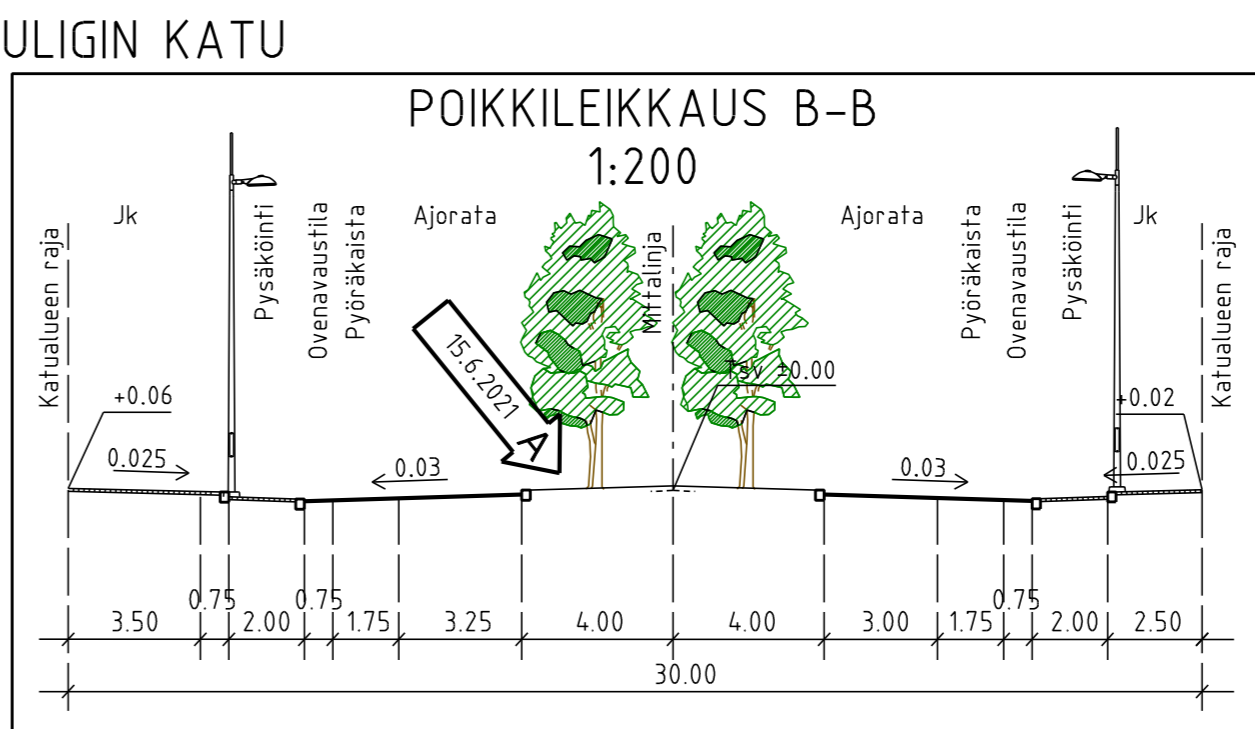 ULIGIN KATU
POIKKILEIKKAUS B-B
1:200
Katualueen raja
Jk
Pysäköinti
Ovenavaustila
Pyöräkaista
Ajorata
Mittalinja
Ajorata
Pyöräkaista
Ovenavaustila
Pysäköinti
Jk
Katualueen raja
15.6.2021
A
Tsv ±0.00
+0.06
+0.02
0.025
0.03
0.03
0.025
0.75 0.75 0.75
3.50 2.00 1.75 3.25 4.00 4.00 3.00 1.75 2.00 2.50
30.00